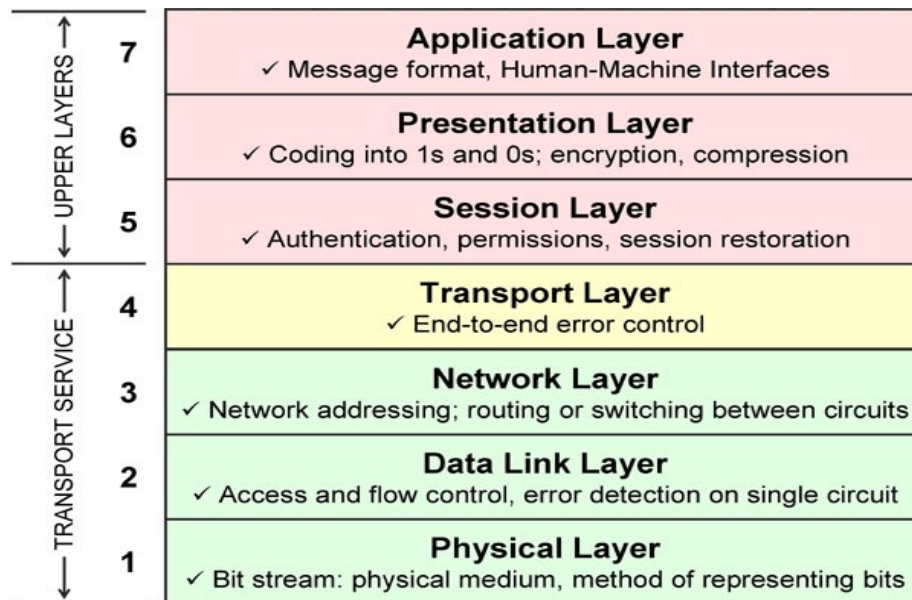 UPPER LAYERS
7
Application Layer
✓ Message format, Human-Machine Interfaces
6
Presentation Layer
✓ Coding into 1s and 0s; encryption, compression
5
Session Layer
✓ Authentication, permissions, session restoration
TRANSPORT SERVICE
4
Transport Layer
✓ End-to-end error control
3
Network Layer
✓ Network addressing; routing or switching between circuits
2
Data Link Layer
✓ Access and flow control, error detection on single circuit
1
Physical Layer
✓ Bit stream: physical medium, method of representing bits